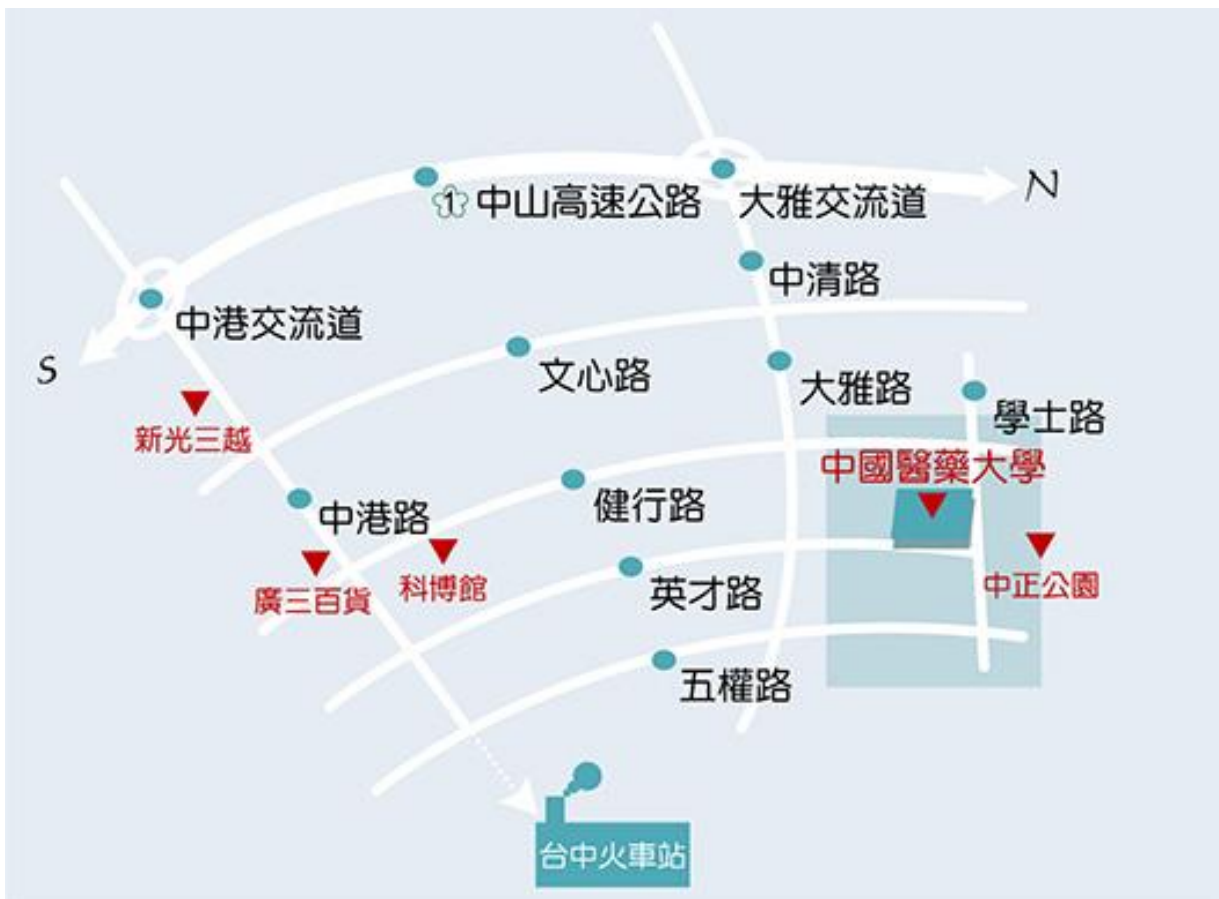 N
1 中山高速公路
大雅交流道
中清路
中港交流道
S
文心路
大雅路
學士路
新光三越
中國醫藥大學
中港路
健行路
廣三百貨
科博館
英才路
中正公園
五權路
台中火車站